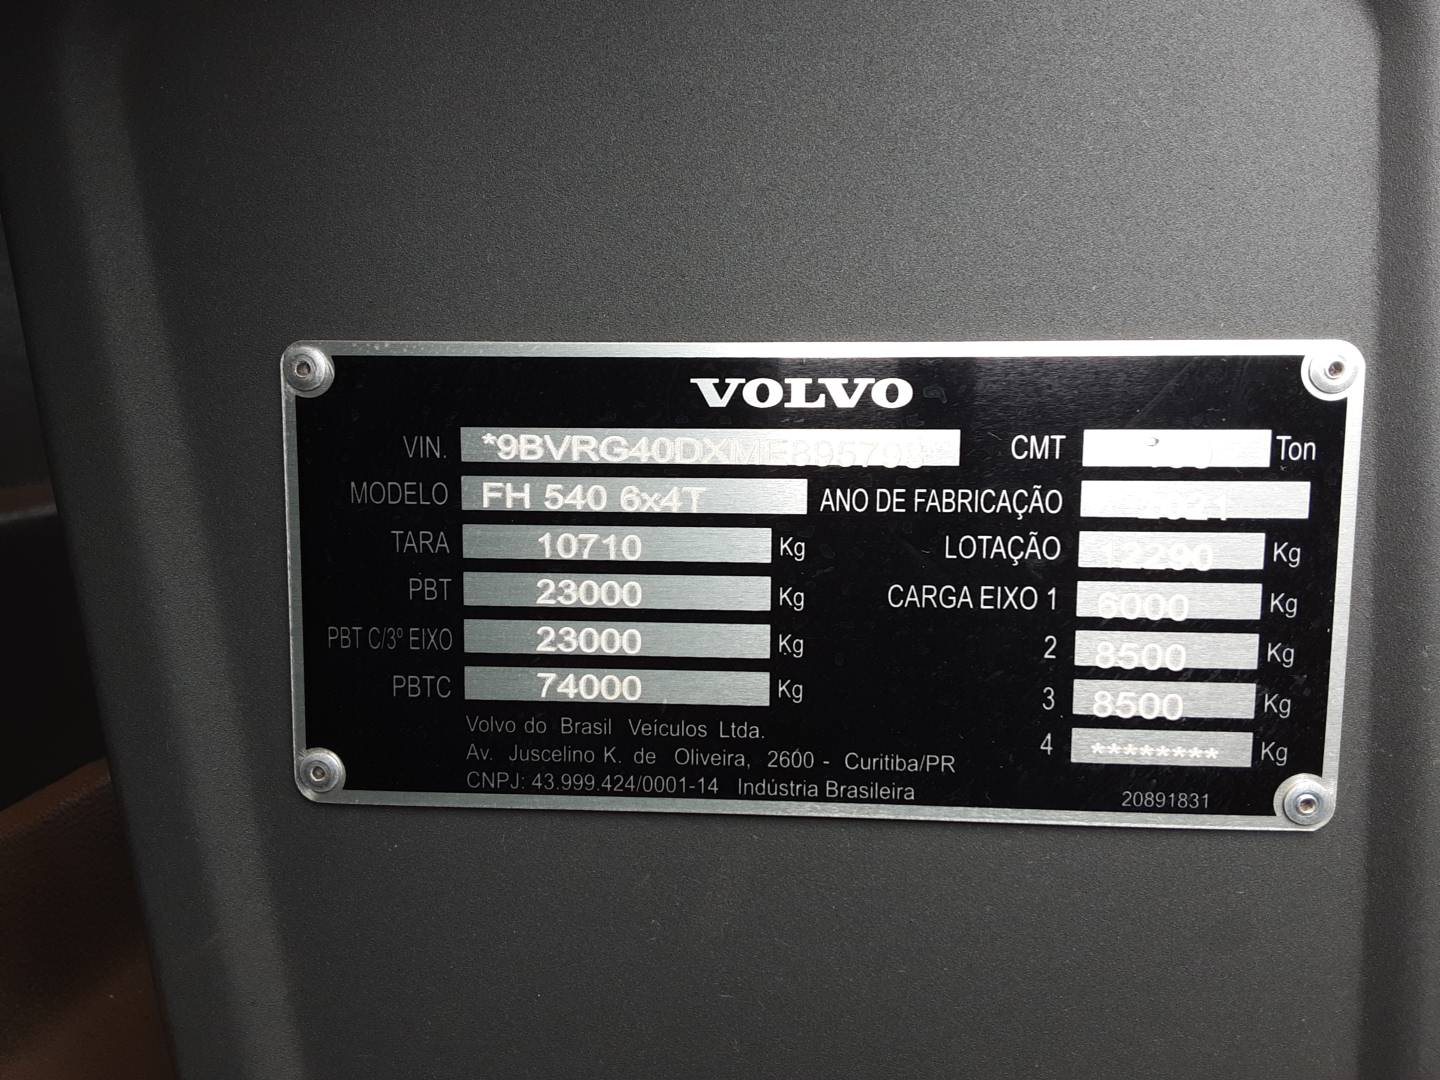 VOLVO
VIN. CMT Ton
MODELO FH 540 6x4T ANO DE FABRICAÇÃO 2021
TARA 10710 Kg LOTAÇÃO 12290 Kg
PBT 23000 Kg CARGA EIXO 1 6000 Kg
PBT C/3º EIXO 23000 Kg 2 8500 Kg
PBTC 74000 Kg 3 8500 Kg
4 ******** Kg
Volvo do Brasil Veículos Ltda.
Av. Juscelino K. de Oliveira, 2600 - Curitiba/PR
CNPJ: 43.999.424/0001-14 Indústria Brasileira
20891831